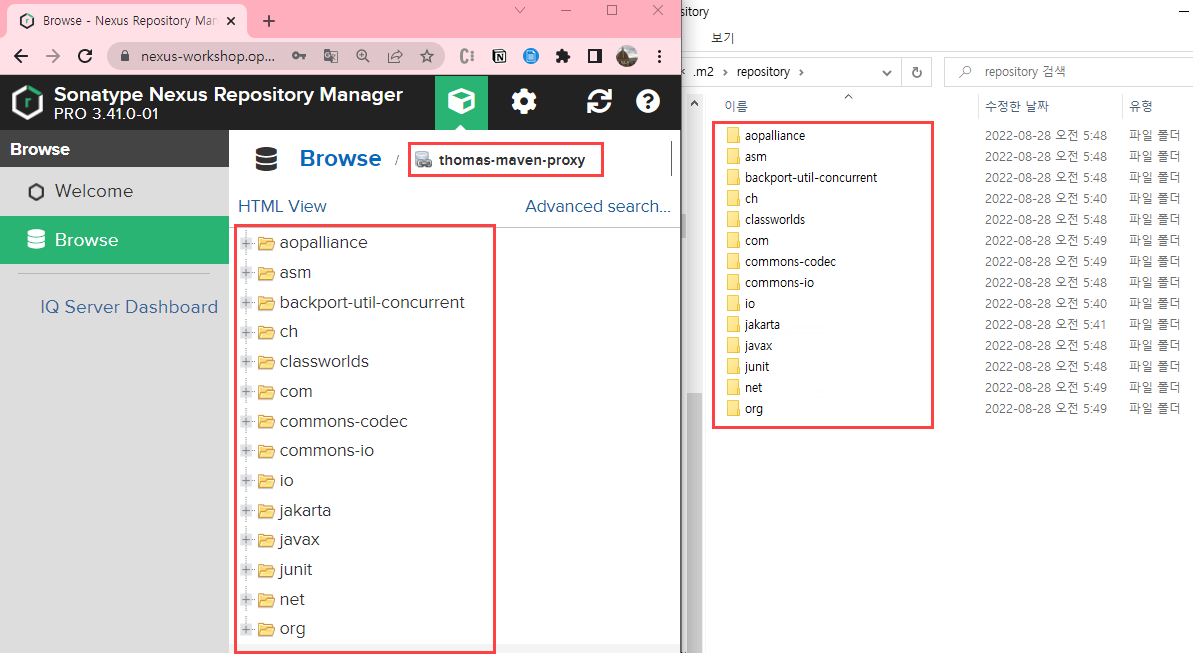 Browse - Nexus Repository Man
nexus-workshop.op...
Sonatype Nexus Repository Manager
PRO 3.41.0-01
Browse
Welcome
Browse
IQ Server Dashboard
Browse / thomas-maven-proxy
HTML View Advanced search...
aopalliance
asm
backport-util-concurrent
ch
classworlds
com
commons-codec
commons-io
io
jakarta
javax
junit
net
org
보기
.m2 › repository ›
repository 검색
이름 수정한 날짜 유형
aopalliance 2022-08-28 오전 5:48 파일 폴더
asm 2022-08-28 오전 5:48 파일 폴더
backport-util-concurrent 2022-08-28 오전 5:48 파일 폴더
ch 2022-08-28 오전 5:40 파일 폴더
classworlds 2022-08-28 오전 5:48 파일 폴더
com 2022-08-28 오전 5:49 파일 폴더
commons-codec 2022-08-28 오전 5:49 파일 폴더
commons-io 2022-08-28 오전 5:48 파일 폴더
io 2022-08-28 오전 5:40 파일 폴더
jakarta 2022-08-28 오전 5:41 파일 폴더
javax 2022-08-28 오전 5:48 파일 폴더
junit 2022-08-28 오전 5:48 파일 폴더
net 2022-08-28 오전 5:49 파일 폴더
org 2022-08-28 오전 5:49 파일 폴더